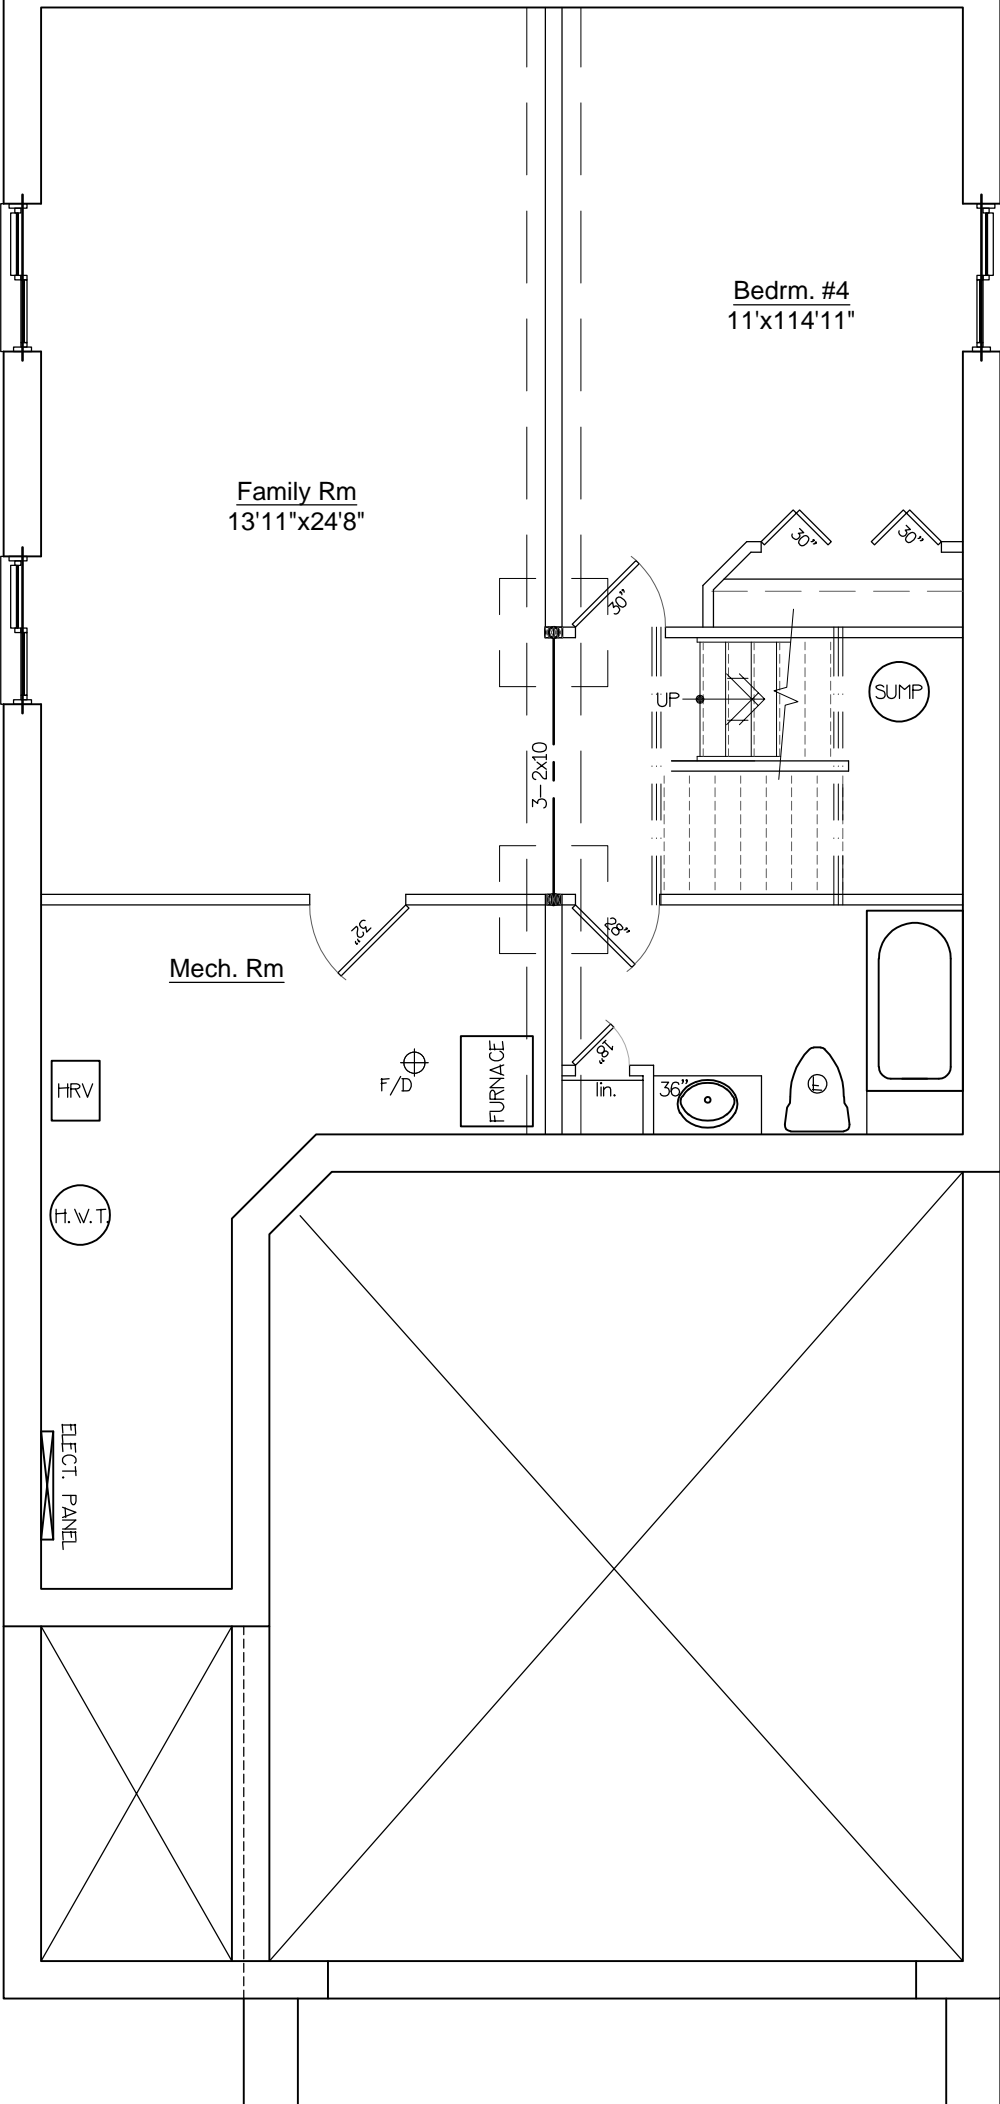 Bedrm. #4
11'x114'11"
Family Rm
13'11"x24'8"
30"
30"
30"
UP
SUMP
3-2x10
32"
28"
Mech. Rm
18"
HRV
F/D
FURNACE
lin.
36"
E
H.W.T.
ELECT. PANEL